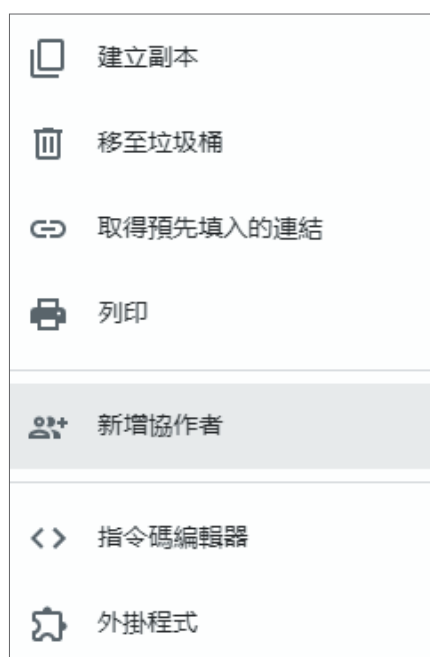 建立副本
移至垃圾桶
取得預先填入的連結
列印
新增協作者
指令碼編輯器
外掛程式